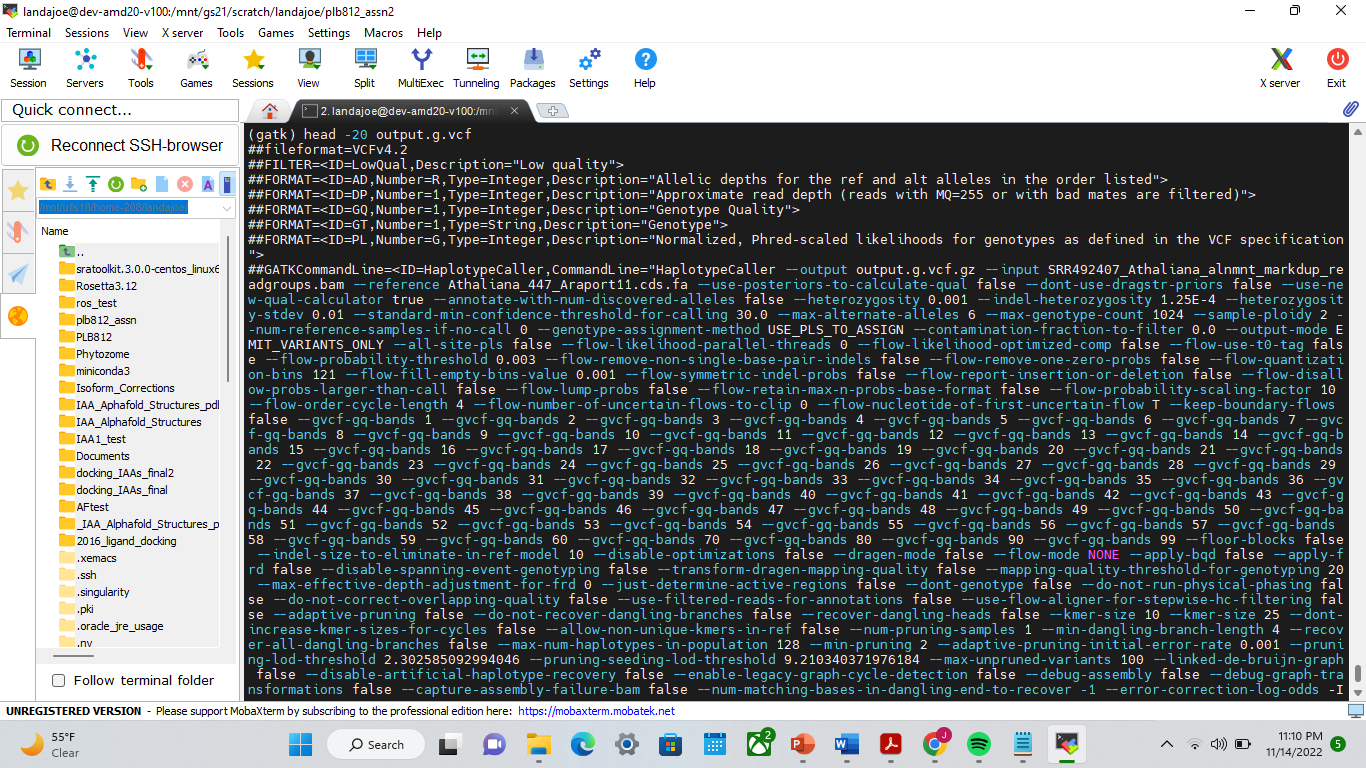 landajoe@dev-amd20-v100:/mnt/gs21/scratch/landajoe/plb812_assn2
Terminal Sessions View X server Tools Games Settings Macros Help
Session Servers Tools Games Sessions View Split MultiExec Tunneling Packages Settings Help X server Exit
Quick connect...
2. landajoe@dev-amd20-v100:/mn
Reconnect SSH-browser
/mnt/ufs18/home-208/landajoe/
Name
..
sratoolkit.3.0.0-centos_linux6
Rosetta3.12
ros_test
plb812_assn
PLB812
Phytozome
miniconda3
Isoform_Corrections
IAA_Aphafold_Structures_pdl
IAA_Alphafold_Structures
IAA1_test
Documents
docking_IAAs_final2
docking_IAAs_final
AFtest
_IAA_Alphafold_Structures_p
2016_ligand_docking
.xemacs
.ssh
.singularity
.pki
.oracle_jre_usage
.nv
Follow terminal folder
(gatk) head -20 output.g.vcf
##fileformat=VCFv4.2
##FILTER=<ID=LowQual,Description="Low quality">
##FORMAT=<ID=AD,Number=R,Type=Integer,Description="Allelic depths for the ref and alt alleles in the order listed">
##FORMAT=<ID=DP,Number=1,Type=Integer,Description="Approximate read depth (reads with MQ=255 or with bad mates are filtered)">
##FORMAT=<ID=GQ,Number=1,Type=Integer,Description="Genotype Quality">
##FORMAT=<ID=GT,Number=1,Type=String,Description="Genotype">
##FORMAT=<ID=PL,Number=G,Type=Integer,Description="Normalized, Phred-scaled likelihoods for genotypes as defined in the VCF specification
">
##GATKCommandLine=<ID=HaplotypeCaller,CommandLine="HaplotypeCaller --output output.g.vcf.gz --input SRR492407_Athaliana_alnmnt_markdup_re
adgroups.bam --reference Athaliana_447_Araport11.cds.fa --use-posteriors-to-calculate-qual false --dont-use-dragstr-priors false --use-ne
w-qual-calculator true --annotate-with-num-discovered-alleles false --heterozygosity 0.001 --indel-heterozygosity 1.25E-4 --heterozygosit
y-stdev 0.01 --standard-min-confidence-threshold-for-calling 30.0 --max-alternate-alleles 6 --max-genotype-count 1024 --sample-ploidy 2 -
-num-reference-samples-if-no-call 0 --genotype-assignment-method USE_PLS_TO_ASSIGN --contamination-fraction-to-filter 0.0 --output-mode E
MIT_VARIANTS_ONLY --all-site-pls false --flow-likelihood-parallel-threads 0 --flow-likelihood-optimized-comp false --flow-use-t0-tag fals
e --flow-probability-threshold 0.003 --flow-remove-non-single-base-pair-indels false --flow-remove-one-zero-probs false --flow-quantizati
on-bins 121 --flow-fill-empty-bins-value 0.001 --flow-symmetric-indel-probs false --flow-report-insertion-or-deletion false --flow-disall
ow-probs-larger-than-call false --flow-lump-probs false --flow-retain-max-n-probs-base-format false --flow-probability-scaling-factor 10
--flow-order-cycle-length 4 --flow-number-of-uncertain-flows-to-clip 0 --flow-nucleotide-of-first-uncertain-flow T --keep-boundary-flows
false --gvcf-gq-bands 1 --gvcf-gq-bands 2 --gvcf-gq-bands 3 --gvcf-gq-bands 4 --gvcf-gq-bands 5 --gvcf-gq-bands 6 --gvcf-gq-bands 7 --gvc
f-gq-bands 8 --gvcf-gq-bands 9 --gvcf-gq-bands 10 --gvcf-gq-bands 11 --gvcf-gq-bands 12 --gvcf-gq-bands 13 --gvcf-gq-bands 14 --gvcf-gq-b
ands 15 --gvcf-gq-bands 16 --gvcf-gq-bands 17 --gvcf-gq-bands 18 --gvcf-gq-bands 19 --gvcf-gq-bands 20 --gvcf-gq-bands 21 --gvcf-gq-bands
22 --gvcf-gq-bands 23 --gvcf-gq-bands 24 --gvcf-gq-bands 25 --gvcf-gq-bands 26 --gvcf-gq-bands 27 --gvcf-gq-bands 28 --gvcf-gq-bands 29
--gvcf-gq-bands 30 --gvcf-gq-bands 31 --gvcf-gq-bands 32 --gvcf-gq-bands 33 --gvcf-gq-bands 34 --gvcf-gq-bands 35 --gvcf-gq-bands 36 --gv
cf-gq-bands 37 --gvcf-gq-bands 38 --gvcf-gq-bands 39 --gvcf-gq-bands 40 --gvcf-gq-bands 41 --gvcf-gq-bands 42 --gvcf-gq-bands 43 --gvcf-g
q-bands 44 --gvcf-gq-bands 45 --gvcf-gq-bands 46 --gvcf-gq-bands 47 --gvcf-gq-bands 48 --gvcf-gq-bands 49 --gvcf-gq-bands 50 --gvcf-gq-ba
nds 51 --gvcf-gq-bands 52 --gvcf-gq-bands 53 --gvcf-gq-bands 54 --gvcf-gq-bands 55 --gvcf-gq-bands 56 --gvcf-gq-bands 57 --gvcf-gq-bands
58 --gvcf-gq-bands 59 --gvcf-gq-bands 60 --gvcf-gq-bands 70 --gvcf-gq-bands 80 --gvcf-gq-bands 90 --gvcf-gq-bands 99 --floor-blocks false
--indel-size-to-eliminate-in-ref-model 10 --disable-optimizations false --dragen-mode false --flow-mode NONE --apply-bqd false --apply-f
rd false --disable-spanning-event-genotyping false --transform-dragen-mapping-quality false --mapping-quality-threshold-for-genotyping 20
--max-effective-depth-adjustment-for-frd 0 --just-determine-active-regions false --dont-genotype false --do-not-run-physical-phasing fal
se --do-not-correct-overlapping-quality false --use-filtered-reads-for-annotations false --use-flow-aligner-for-stepwise-hc-filtering fal
se --adaptive-pruning false --do-not-recover-dangling-branches false --recover-dangling-heads false --kmer-size 10 --kmer-size 25 --dont-
increase-kmer-sizes-for-cycles false --allow-non-unique-kmers-in-ref false --num-pruning-samples 1 --min-dangling-branch-length 4 --recov
er-all-dangling-branches false --max-num-haplotypes-in-population 128 --min-pruning 2 --adaptive-pruning-initial-error-rate 0.001 --pruni
ng-lod-threshold 2.302585092994046 --pruning-seeding-lod-threshold 9.210340371976184 --max-unpruned-variants 100 --linked-de-bruijn-graph
false --disable-artificial-haplotype-recovery false --enable-legacy-graph-cycle-detection false --debug-assembly false --debug-graph-tra
nsformations false --capture-assembly-failure-bam false --num-matching-bases-in-dangling-end-to-recover -1 --error-correction-log-odds -I
UNREGISTERED VERSION - Please support MobaXterm by subscribing to the professional edition here: https://mobaxterm.mobatek.net
55°F
Clear
Search
2
J
11:10 PM
11/14/2022
5